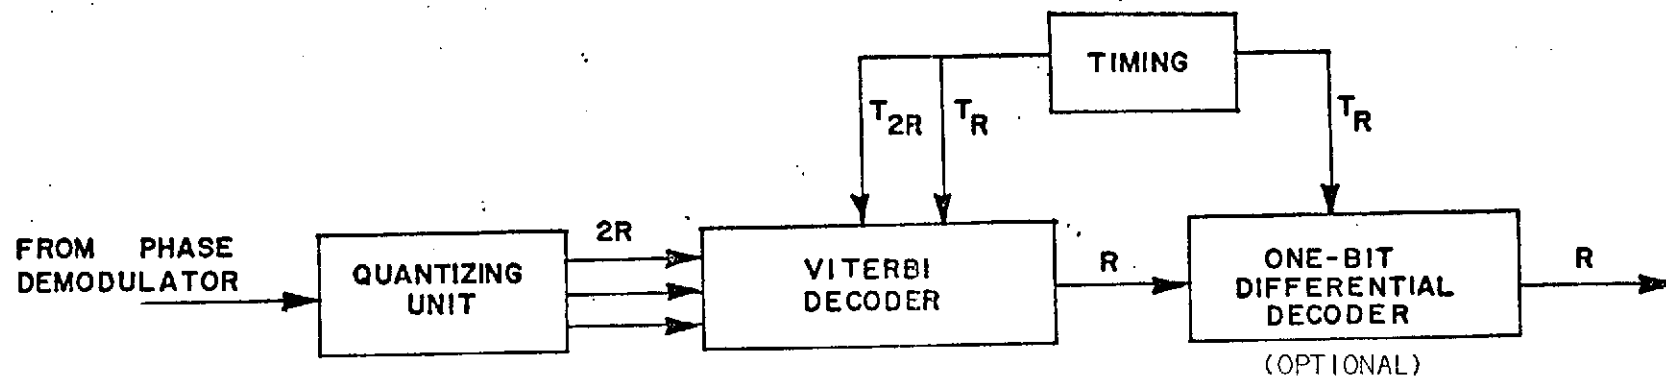 TIMING
T2R
TR
TR
FROM PHASE
DEMODULATOR
QUANTIZING
UNIT
2R
VITERBI
DECODER
R
ONE-BIT
DIFFERENTIAL
DECODER
R
(OPTIONAL)